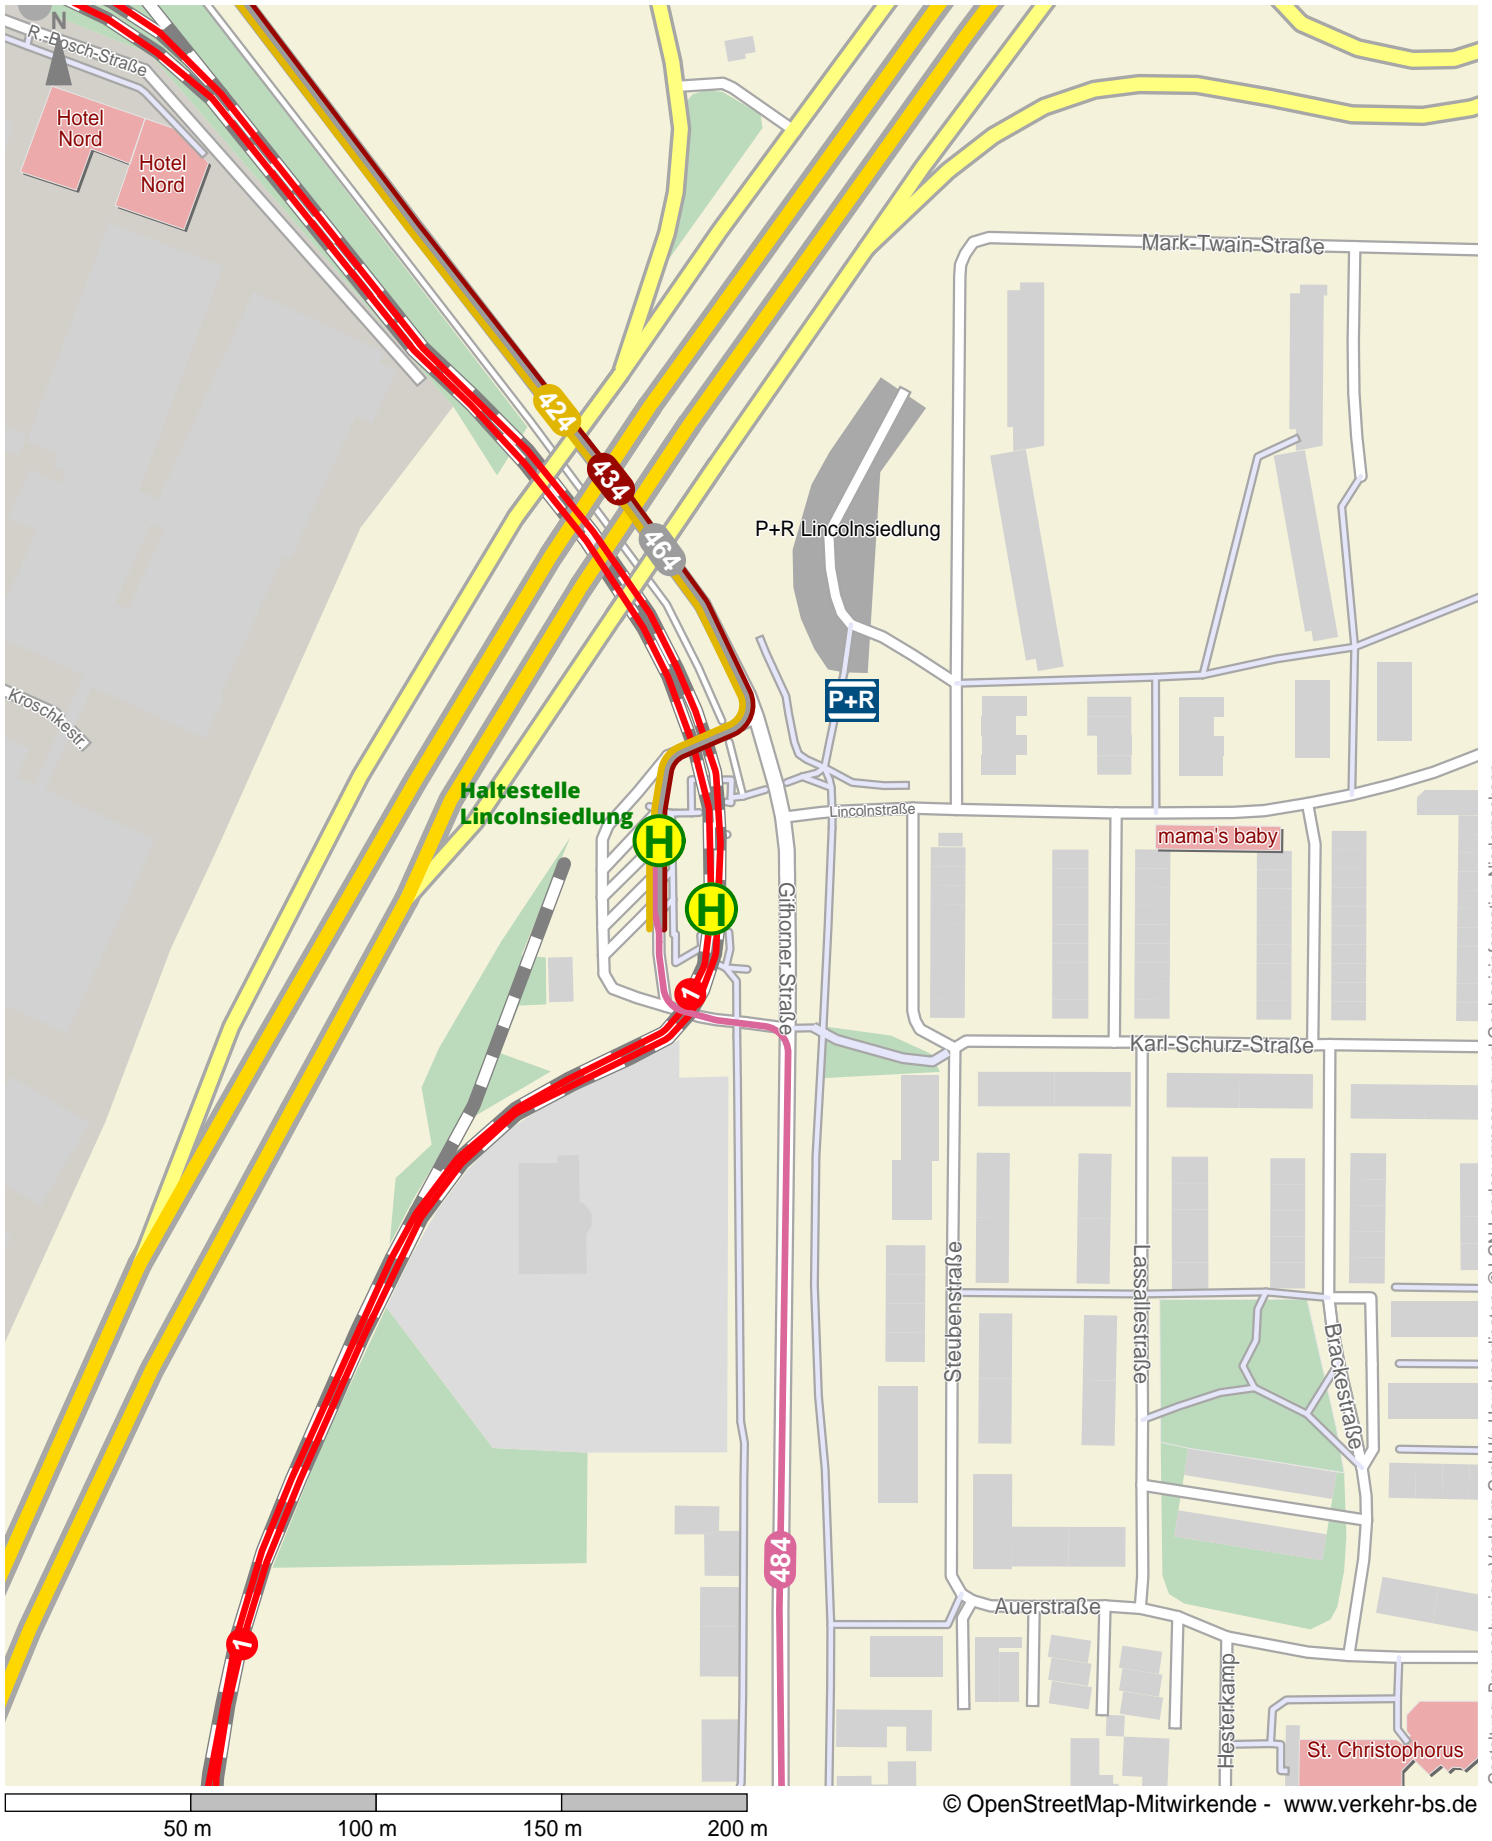 N
R.-Bosch-Straße
Hotel
Nord
Hotel
Nord
Mark-Twain-Straße
424
434
464
P+R Lincolnsiedlung
P+R
Kroschkestr.
Haltestelle
Lincolnsiedlung
H
H
Lincolnstraße
mama's baby
Gifhorner Straße
1
Karl-Schurz-Straße
Steubenstraße
Lassallestraße
Brackestraße
484
Auerstraße
1
Hesterkamp
St. Christophorus
50 m
100 m
150 m
200 m
© OpenStreetMap-Mitwirkende - www.verkehr-bs.de